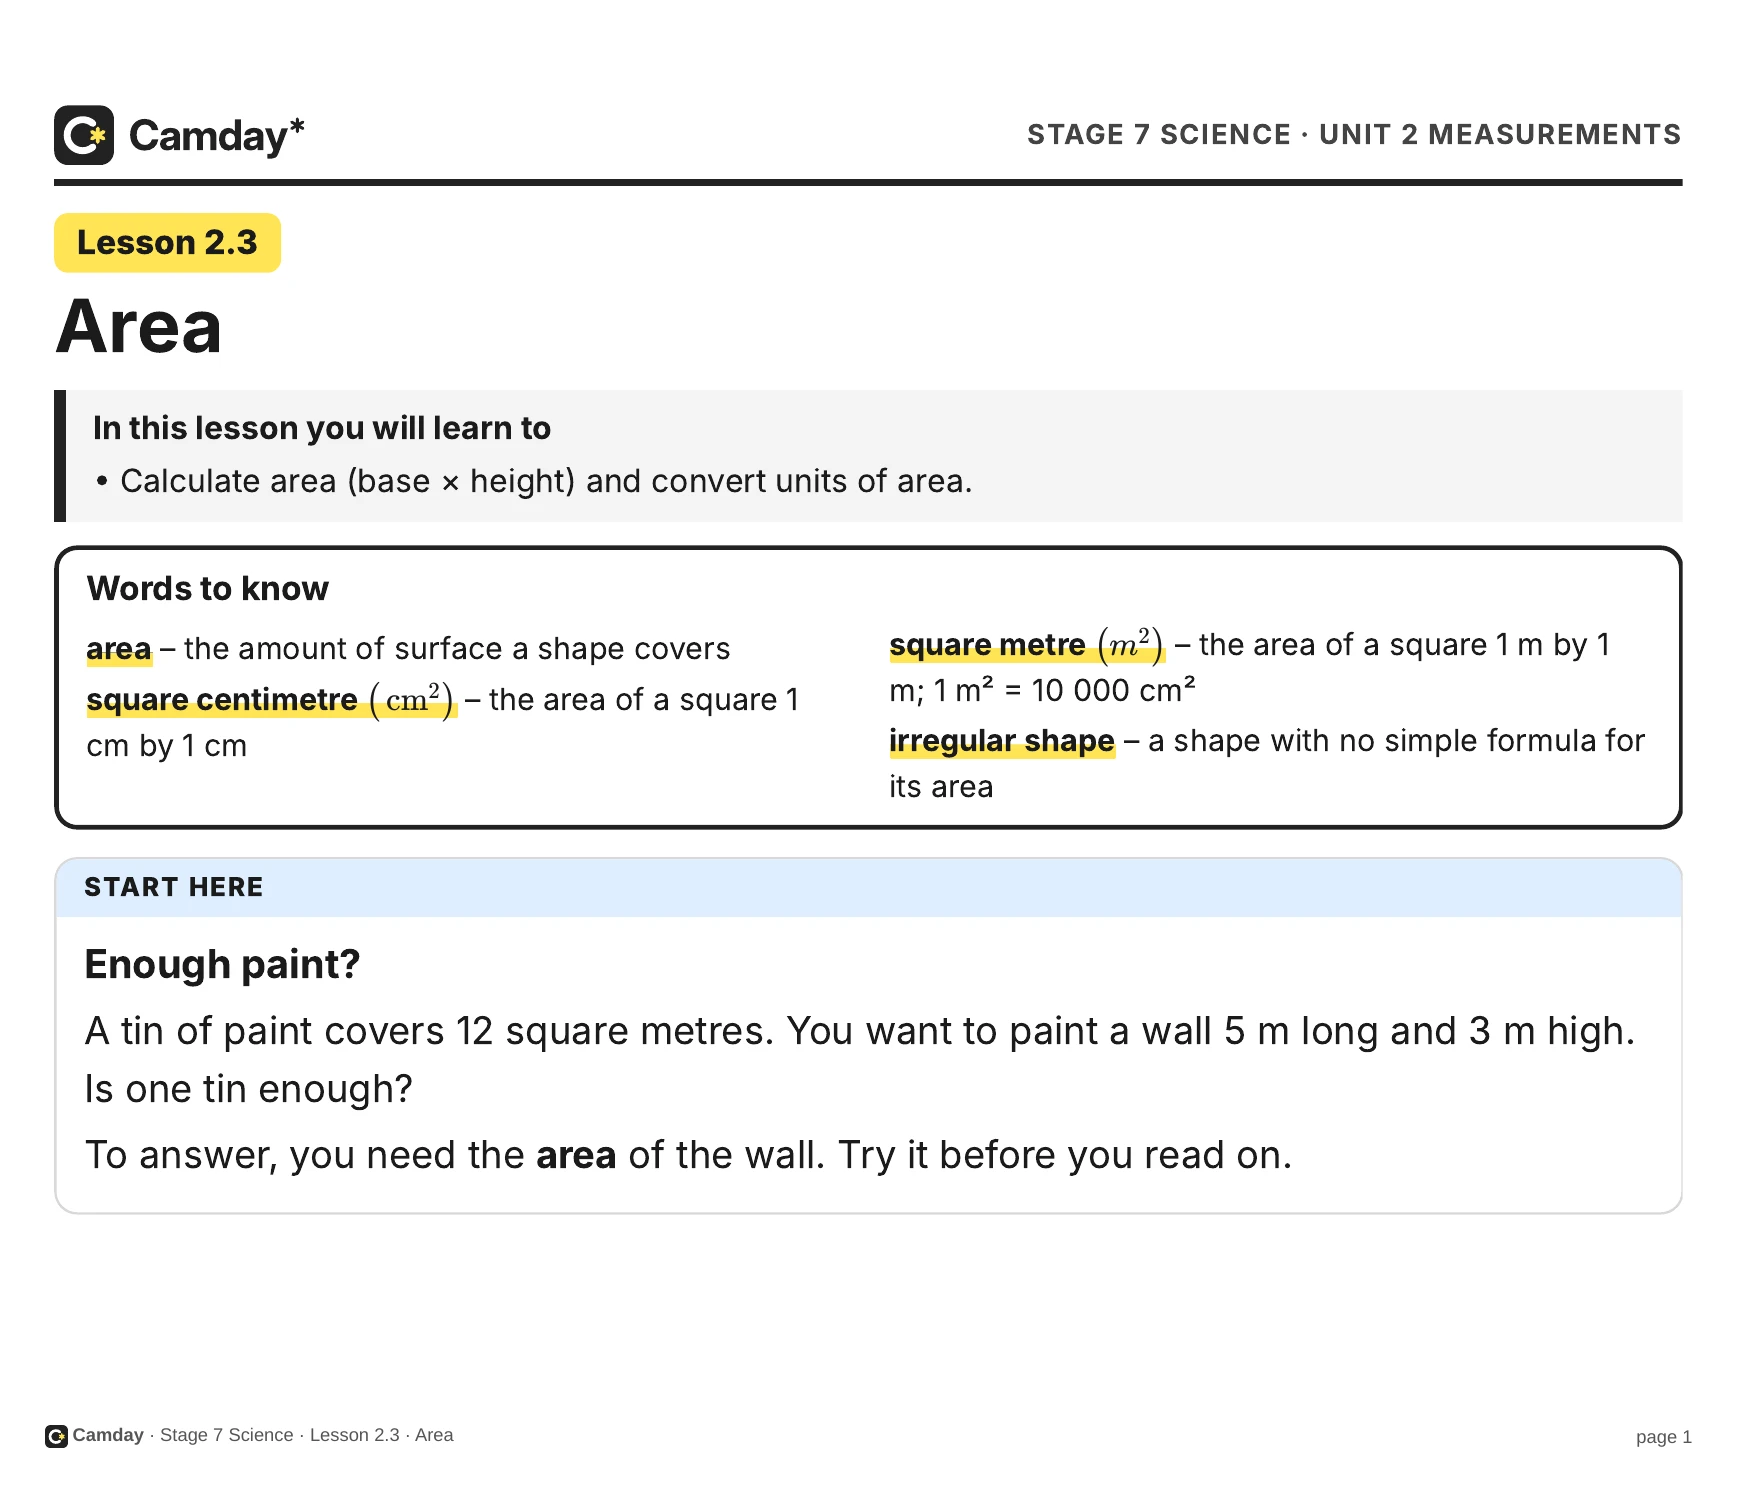 Camday*
STAGE 7 SCIENCE · UNIT 2 MEASUREMENTS
Lesson 2.3
Area
In this lesson you will learn to
• Calculate area (base × height) and convert units of area.
Words to know
area – the amount of surface a shape covers
square centimetre (cm²) – the area of a square 1
cm by 1 cm
square metre (m²) – the area of a square 1 m by 1
m; 1 m² = 10 000 cm²
irregular shape – a shape with no simple formula for
its area
START HERE
Enough paint?
A tin of paint covers 12 square metres. You want to paint a wall 5 m long and 3 m high.
Is one tin enough?
To answer, you need the area of the wall. Try it before you read on.
Camday · Stage 7 Science · Lesson 2.3 · Area
page 1